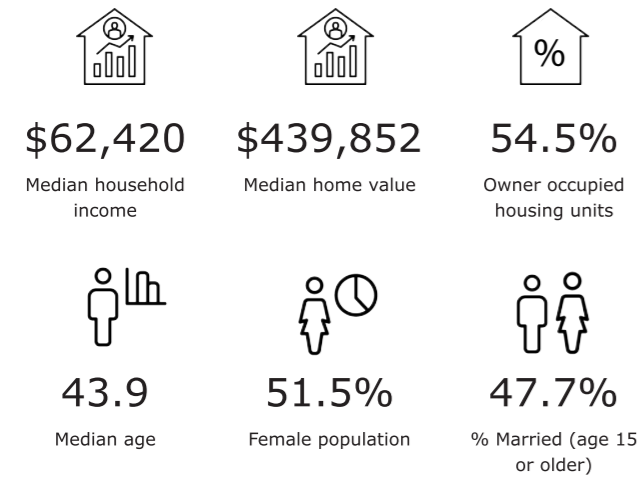 %
$62,420
Median household
income
$439,852
Median home value
54.5%
Owner occupied
housing units
43.9
Median age
51.5%
Female population
47.7%
% Married (age 15
or older)